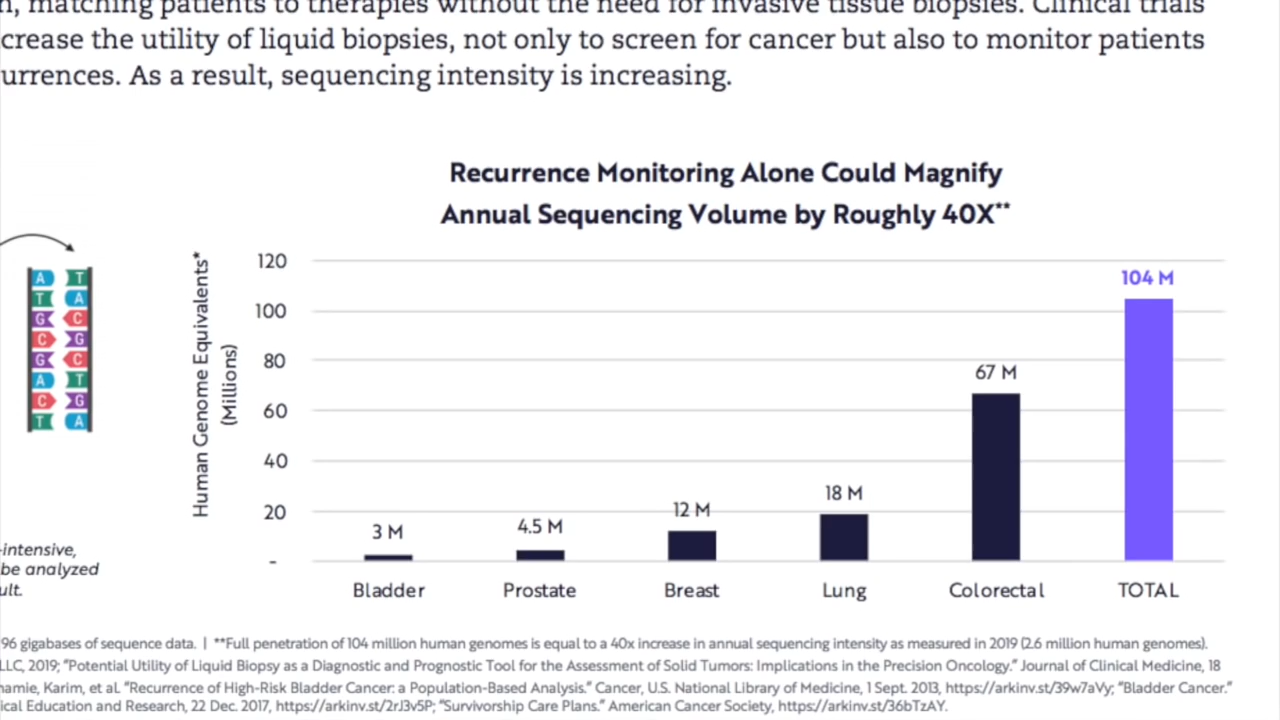 matching patients to therapies without the need for invasive tissue biopsies. Clinical trials
crease the utility of liquid biopsies, not only to screen for cancer but also to monitor patients
urrences. As a result, sequencing intensity is increasing.
Recurrence Monitoring Alone Could Magnify
Annual Sequencing Volume by Roughly 40X**
A T
T A
G C
C G
G C
A T
C G
T A
Human Genome Equivalents*
(Millions)
120
100
80
60
40
20
-
3 M
4.5 M
12 M
18 M
67 M
104 M
Bladder
Prostate
Breast
Lung
Colorectal
TOTAL
-intensive,
be analyzed
ult.
96 gigabases of sequence data. | **Full penetration of 104 million human genomes is equal to a 40x increase in annual sequencing intensity as measured in 2019 (2.6 million human genomes).
LLC, 2019; “Potential Utility of Liquid Biopsy as a Diagnostic and Prognostic Tool for the Assessment of Solid Tumors: Implications in the Precision Oncology.” Journal of Clinical Medicine, 18
namie, Karim, et al. “Recurrence of High-Risk Bladder Cancer: a Population-Based Analysis.” Cancer, U.S. National Library of Medicine, 1 Sept. 2013, https://arkinv.st/39w7aVy; “Bladder Cancer.”
ical Education and Research, 22 Dec. 2017, https://arkinv.st/2rJ3v5P; “Survivorship Care Plans.” American Cancer Society, https://arkinv.st/36bTzAY.